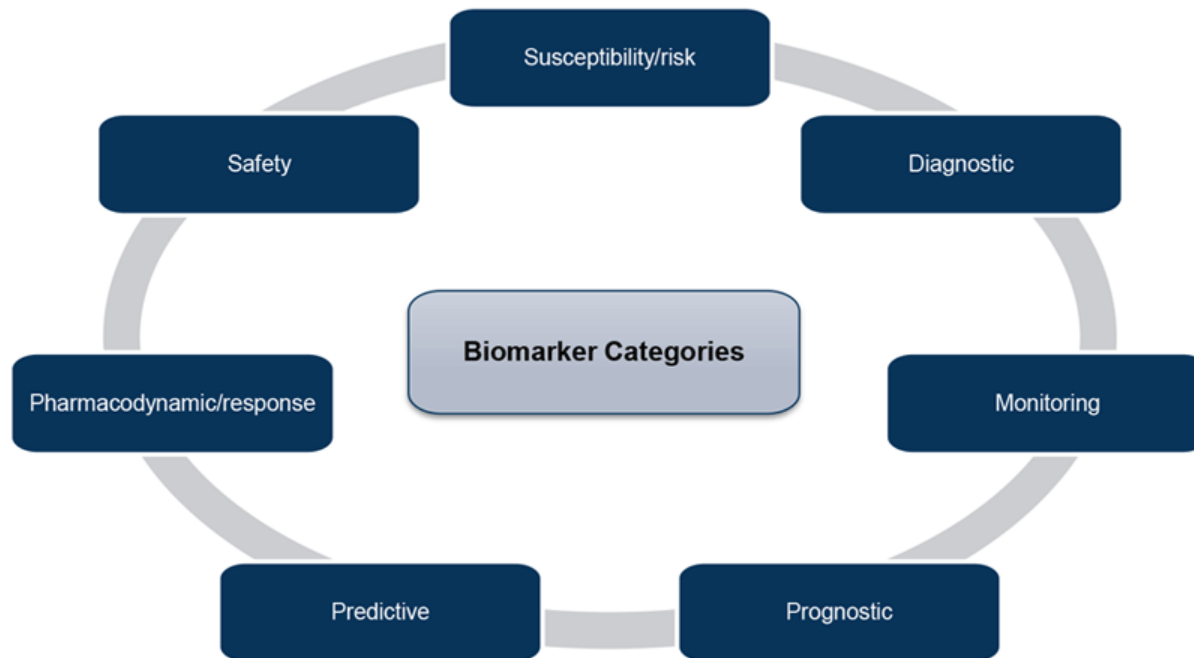 Susceptibility/risk
Safety
Diagnostic
Biomarker Categories
Pharmacodynamic/response
Monitoring
Predictive
Prognostic